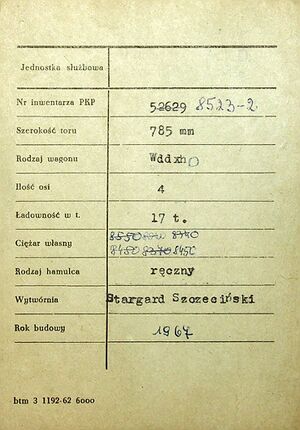 Jednostka służbowa
Nr inwentarza PKP 52629 8523-2
Szerokość toru 785 mm
Rodzaj wagonu Wddxh
Ilość osi 4
Ładowność w t. 17 t.
Ciężar własny 8550 8340
8450 8370 8450
Rodzaj hamulca ręczny
Wytwórnia Stargard Szczeciński
Rok budowy 1967
btm 3 1192-62 6000